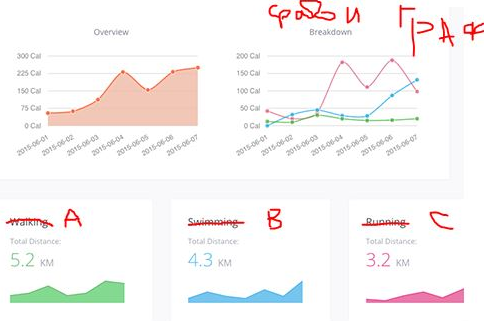 Overview
Breakdown
График
300 Cal
225 Cal
150 Cal
75 Cal
0 Cal
2015-06-01
2015-06-02
2015-06-03
2015-06-04
2015-06-05
2015-06-06
2015-06-07
200 Cal
150 Cal
100 Cal
50 Cal
0 Cal
2015-06-01
2015-06-02
2015-06-03
2015-06-04
2015-06-05
2015-06-06
2015-06-07
Walking A
Total Distance:
5.2 KM
Swimming B
Total Distance:
4.3 KM
Running C
Total Distance:
3.2 KM